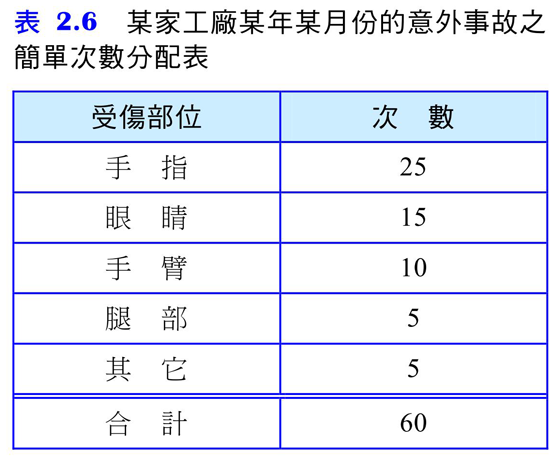 表 2.6 某家工廠某年某月份的意外事故之
簡單次數分配表
受傷部位 次 數
手 指 25
眼 睛 15
手 臂 10
腿 部 5
其 它 5
合 計 60